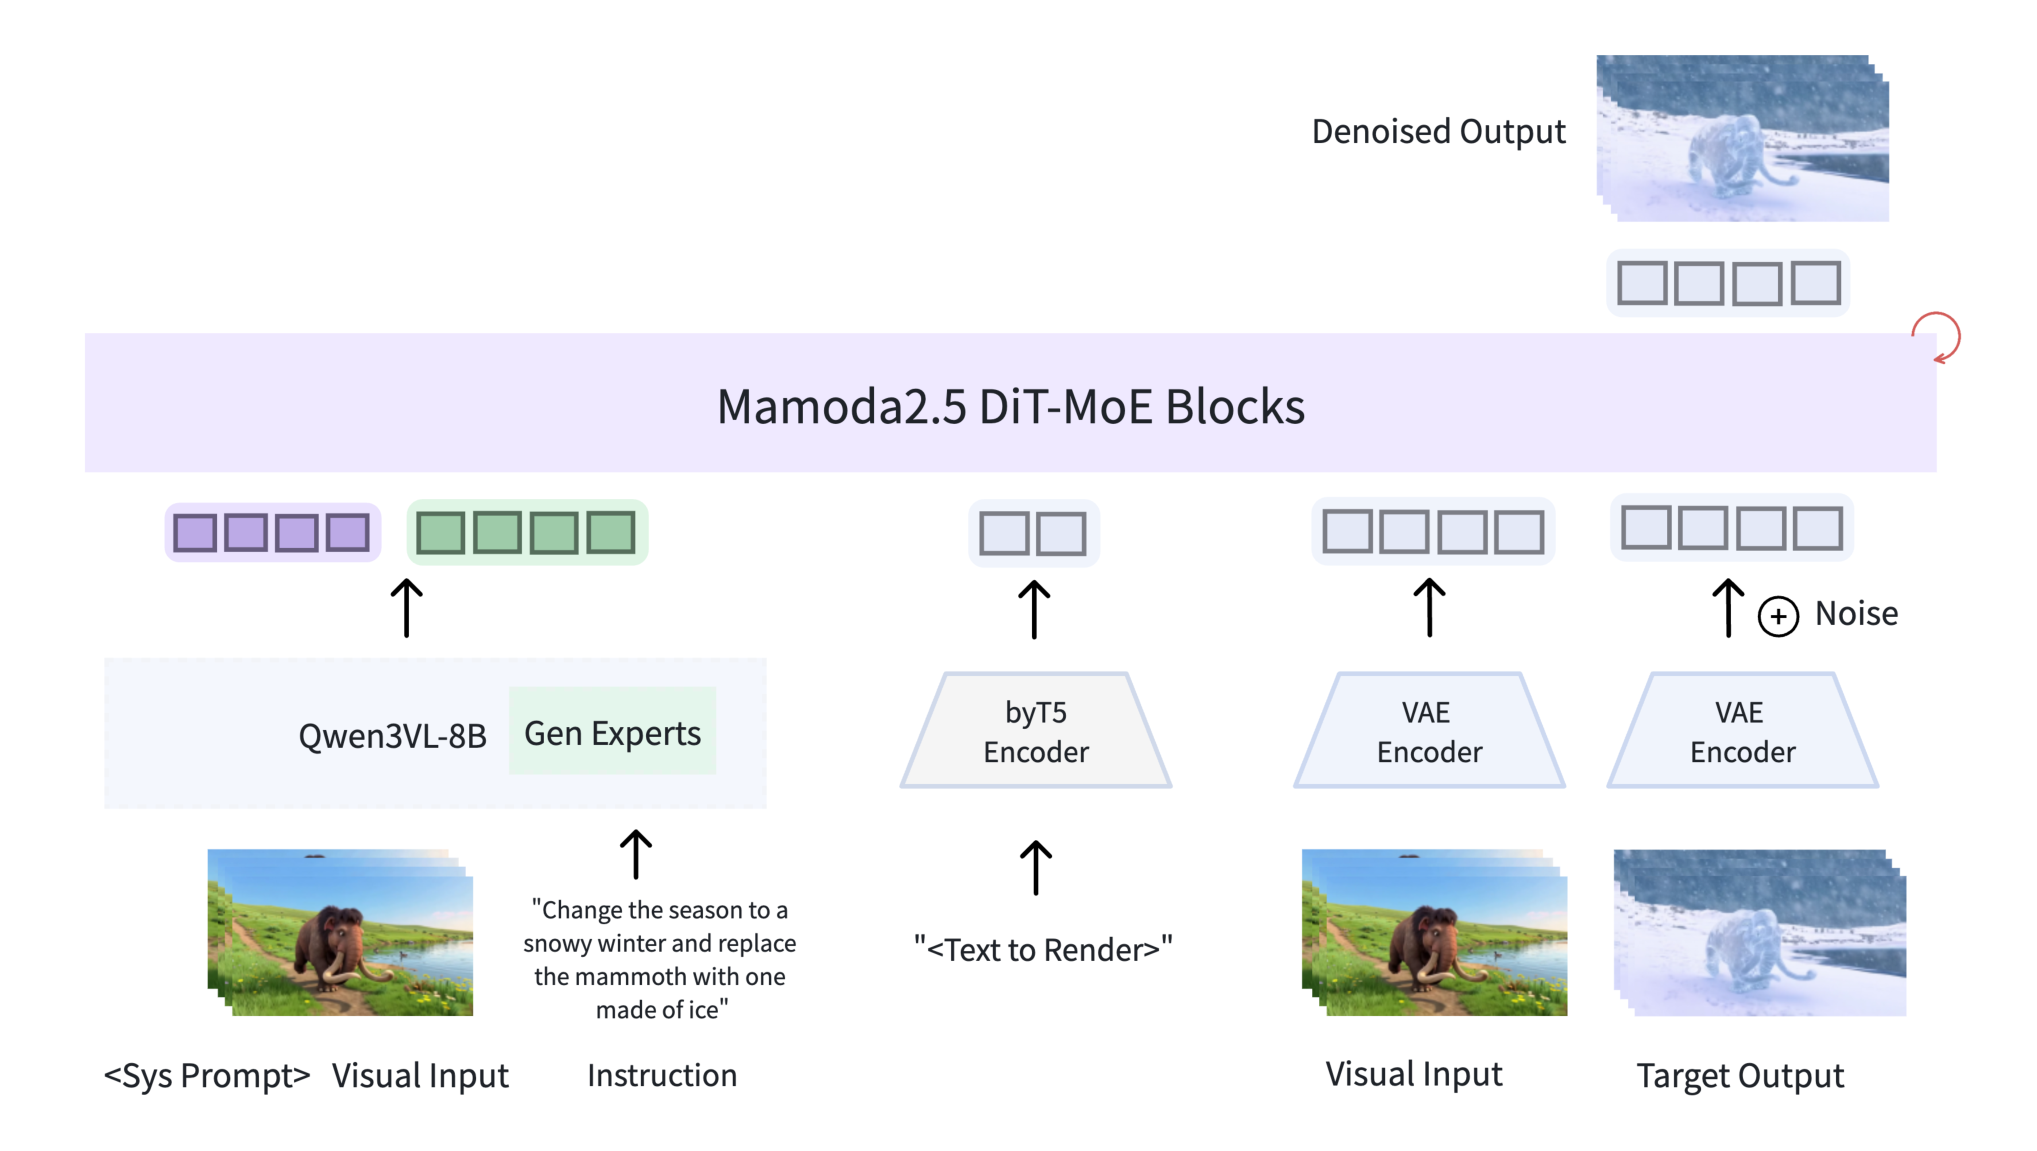 Denoised Output
Mamoda2.5 DiT-MoE Blocks
+ Noise
Qwen3VL-8B
Gen Experts
byT5
Encoder
VAE
Encoder
VAE
Encoder
"Change the season to a
snowy winter and replace
the mammoth with one
made of ice"
"<Text to Render>"
<Sys Prompt>
Visual Input
Instruction
Visual Input
Target Output